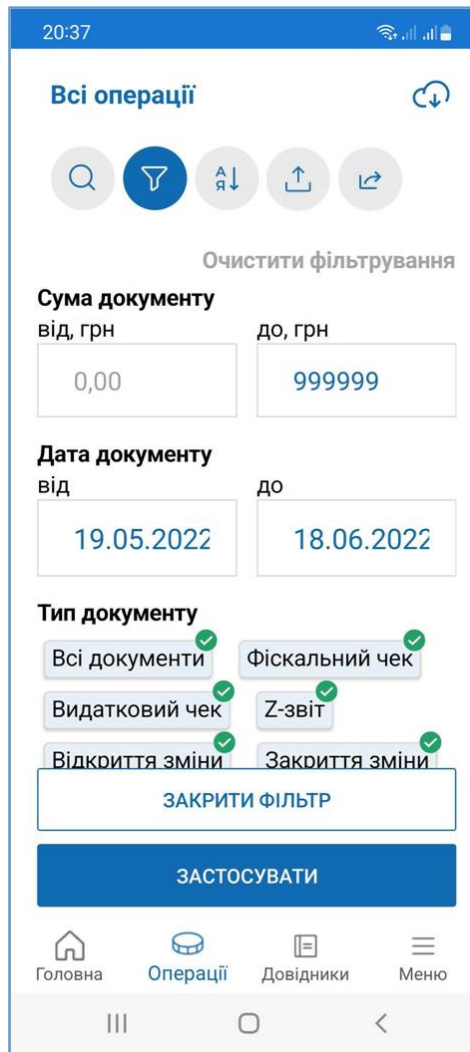 20:37
Всі операції
А
Я
Очистити фільтрування
Сума документу
від, грн
до, грн
0,00
999999
Дата документу
від
до
19.05.2022
18.06.2022
Тип документу
Всі документи
Фіскальний чек
Видатковий чек
Z-звіт
Відкриття зміни
Закриття зміни
ЗАКРИТИ ФІЛЬТР
ЗАСТОСУВАТИ
Головна
Операції
Довідники
Меню